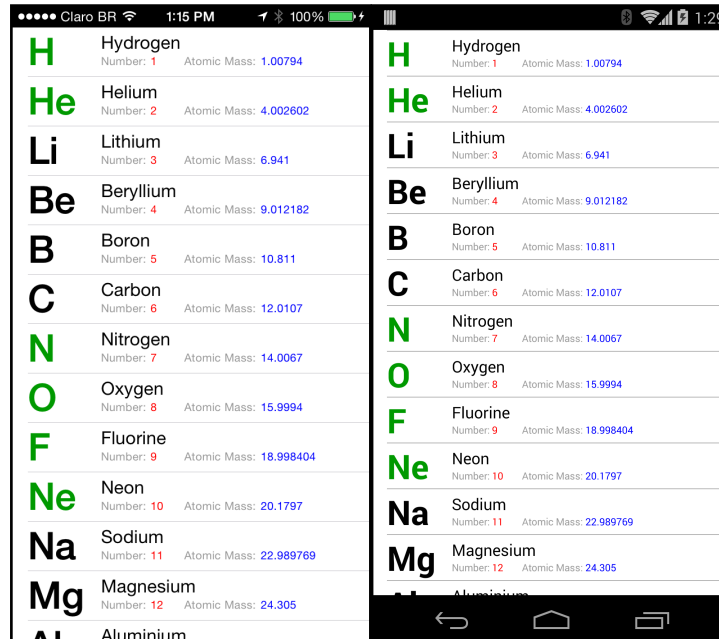 Claro BR 1:15 PM 100%
H Hydrogen
Number: 1 Atomic Mass: 1.00794
He Helium
Number: 2 Atomic Mass: 4.002602
Li Lithium
Number: 3 Atomic Mass: 6.941
Be Beryllium
Number: 4 Atomic Mass: 9.012182
B Boron
Number: 5 Atomic Mass: 10.811
C Carbon
Number: 6 Atomic Mass: 12.0107
N Nitrogen
Number: 7 Atomic Mass: 14.0067
O Oxygen
Number: 8 Atomic Mass: 15.9994
F Fluorine
Number: 9 Atomic Mass: 18.998404
Ne Neon
Number: 10 Atomic Mass: 20.1797
Na Sodium
Number: 11 Atomic Mass: 22.989769
Mg Magnesium
Number: 12 Atomic Mass: 24.305
Al Aluminium
1:29
H Hydrogen
Number: 1 Atomic Mass: 1.00794
He Helium
Number: 2 Atomic Mass: 4.002602
Li Lithium
Number: 3 Atomic Mass: 6.941
Be Beryllium
Number: 4 Atomic Mass: 9.012182
B Boron
Number: 5 Atomic Mass: 10.811
C Carbon
Number: 6 Atomic Mass: 12.0107
N Nitrogen
Number: 7 Atomic Mass: 14.0067
O Oxygen
Number: 8 Atomic Mass: 15.9994
F Fluorine
Number: 9 Atomic Mass: 18.998404
Ne Neon
Number: 10 Atomic Mass: 20.1797
Na Sodium
Number: 11 Atomic Mass: 22.989769
Mg Magnesium
Number: 12 Atomic Mass: 24.305
Al Aluminium